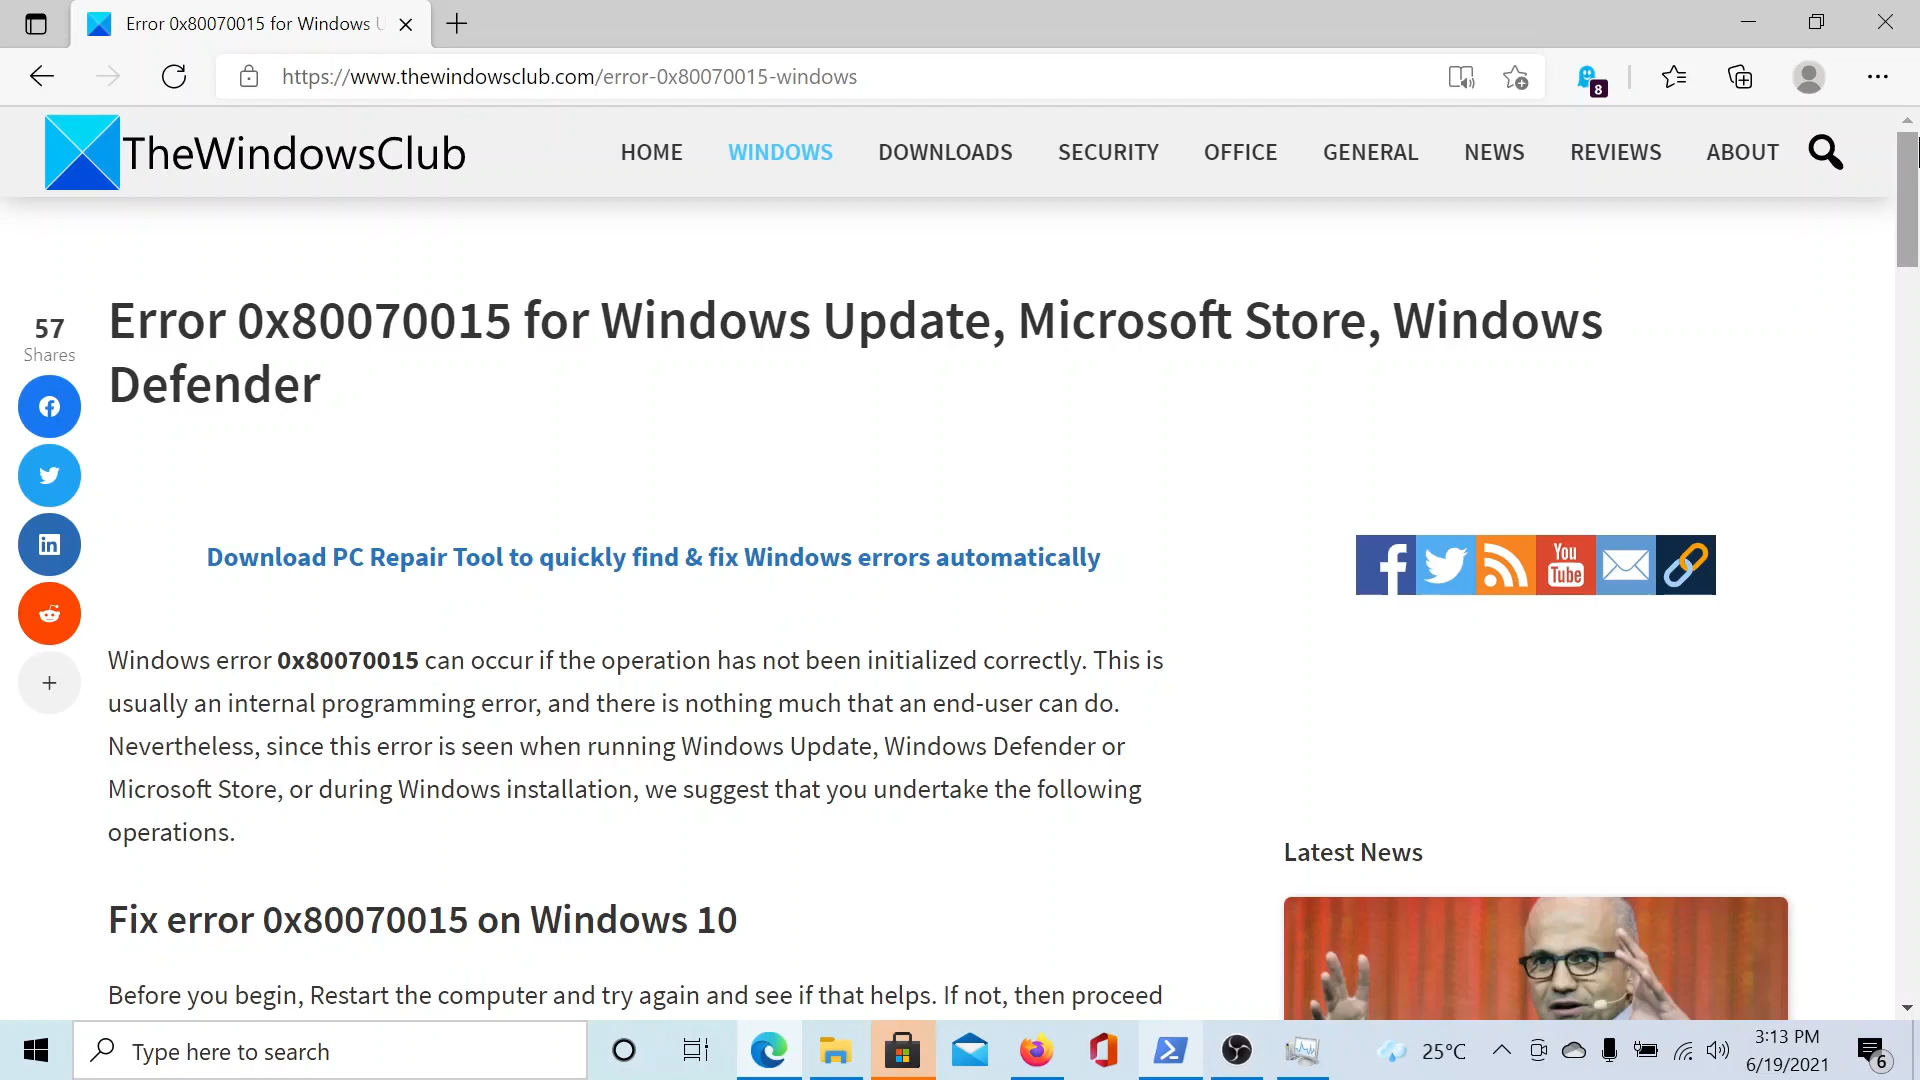 Error 0x80070015 for Windows U
https://www.thewindowsclub.com/error-0x80070015-windows
8
TheWindowsClub
HOME
WINDOWS
DOWNLOADS
SECURITY
OFFICE
GENERAL
NEWS
REVIEWS
ABOUT
Error 0x80070015 for Windows Update, Microsoft Store, Windows
Defender
57
Shares
Download PC Repair Tool to quickly find & fix Windows errors automatically
You
Tube
Windows error 0x80070015 can occur if the operation has not been initialized correctly. This is
usually an internal programming error, and there is nothing much that an end-user can do.
Nevertheless, since this error is seen when running Windows Update, Windows Defender or
Microsoft Store, or during Windows installation, we suggest that you undertake the following
operations.
Latest News
Fix error 0x80070015 on Windows 10
Before you begin, Restart the computer and try again and see if that helps. If not, then proceed
Type here to search
25°C
3:13 PM
6/19/2021
6